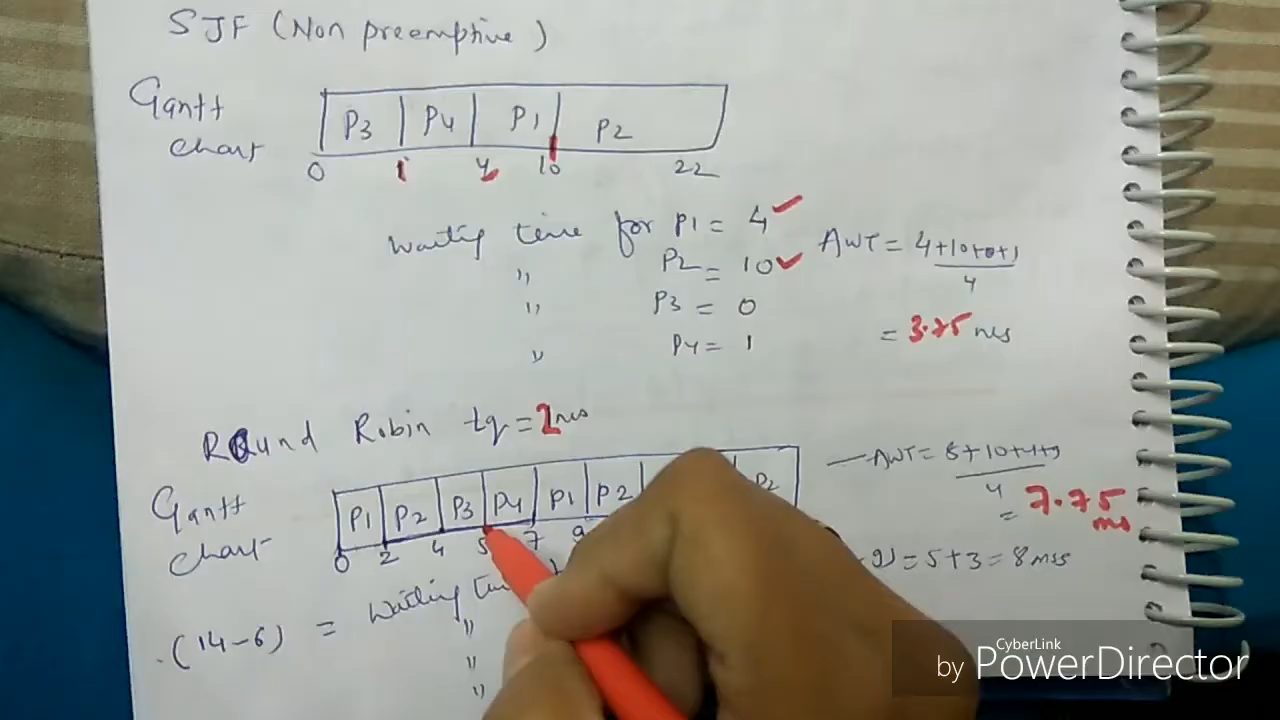 SJF (Non preemptive)
Gantt chart
P3 P4 P1 P2
0 1 4 10 22
Waiting time for P1 = 4
" P2 = 10
" P3 = 0
" P4 = 1
AWT = 4+10+0+1
4
= 3.75 ms
Round Robin tq = 2 ms
Gantt chart
P1 P2 P3 P4 P1 P2 P2
0 2 4 5 7 9
AWT = 8+10+4+9
4
= 7.75 ms
9) = 5+3 = 8 ms
(14-6) = Waiting
"
"
"
CyberLink
by PowerDirector